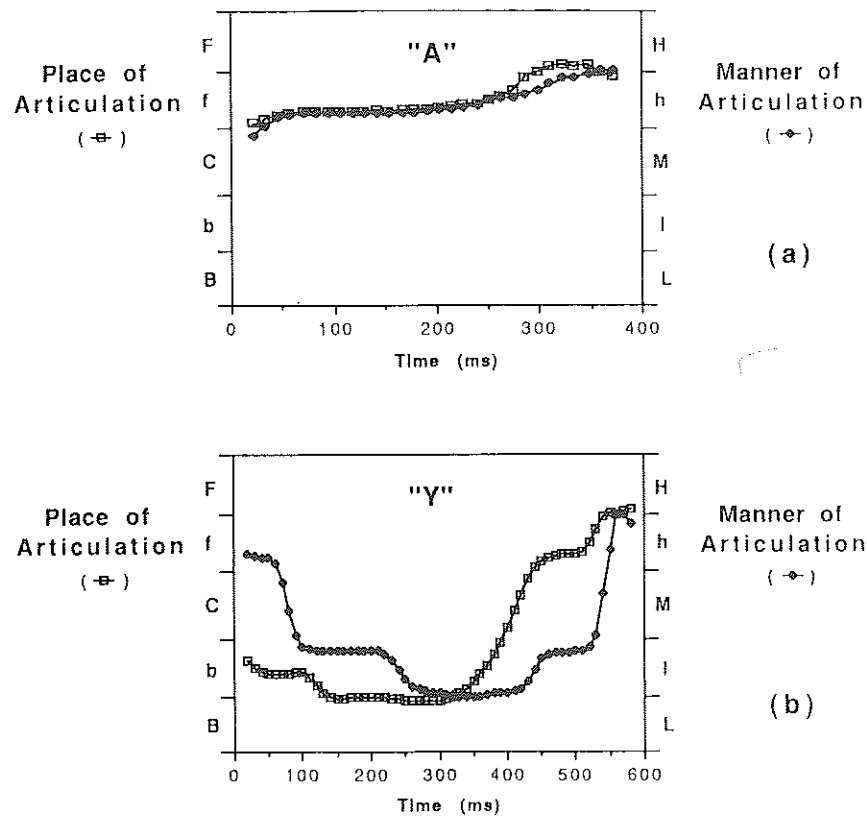 "A"
Place of
Articulation
F
f
C
b
B
H
h
M
I
L
Manner of
Articulation
(a)
0 100 200 300 400
Time (ms)
"Y"
Place of
Articulation
F
f
C
b
B
H
h
M
I
L
Manner of
Articulation
(b)
0 100 200 300 400 500 600
Time (ms)